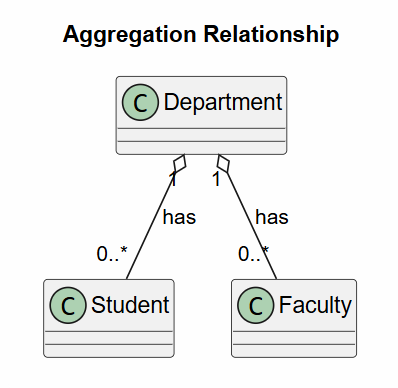 Aggregation Relationship
C Department
1 1
has has
0..* 0..*
C Student C Faculty